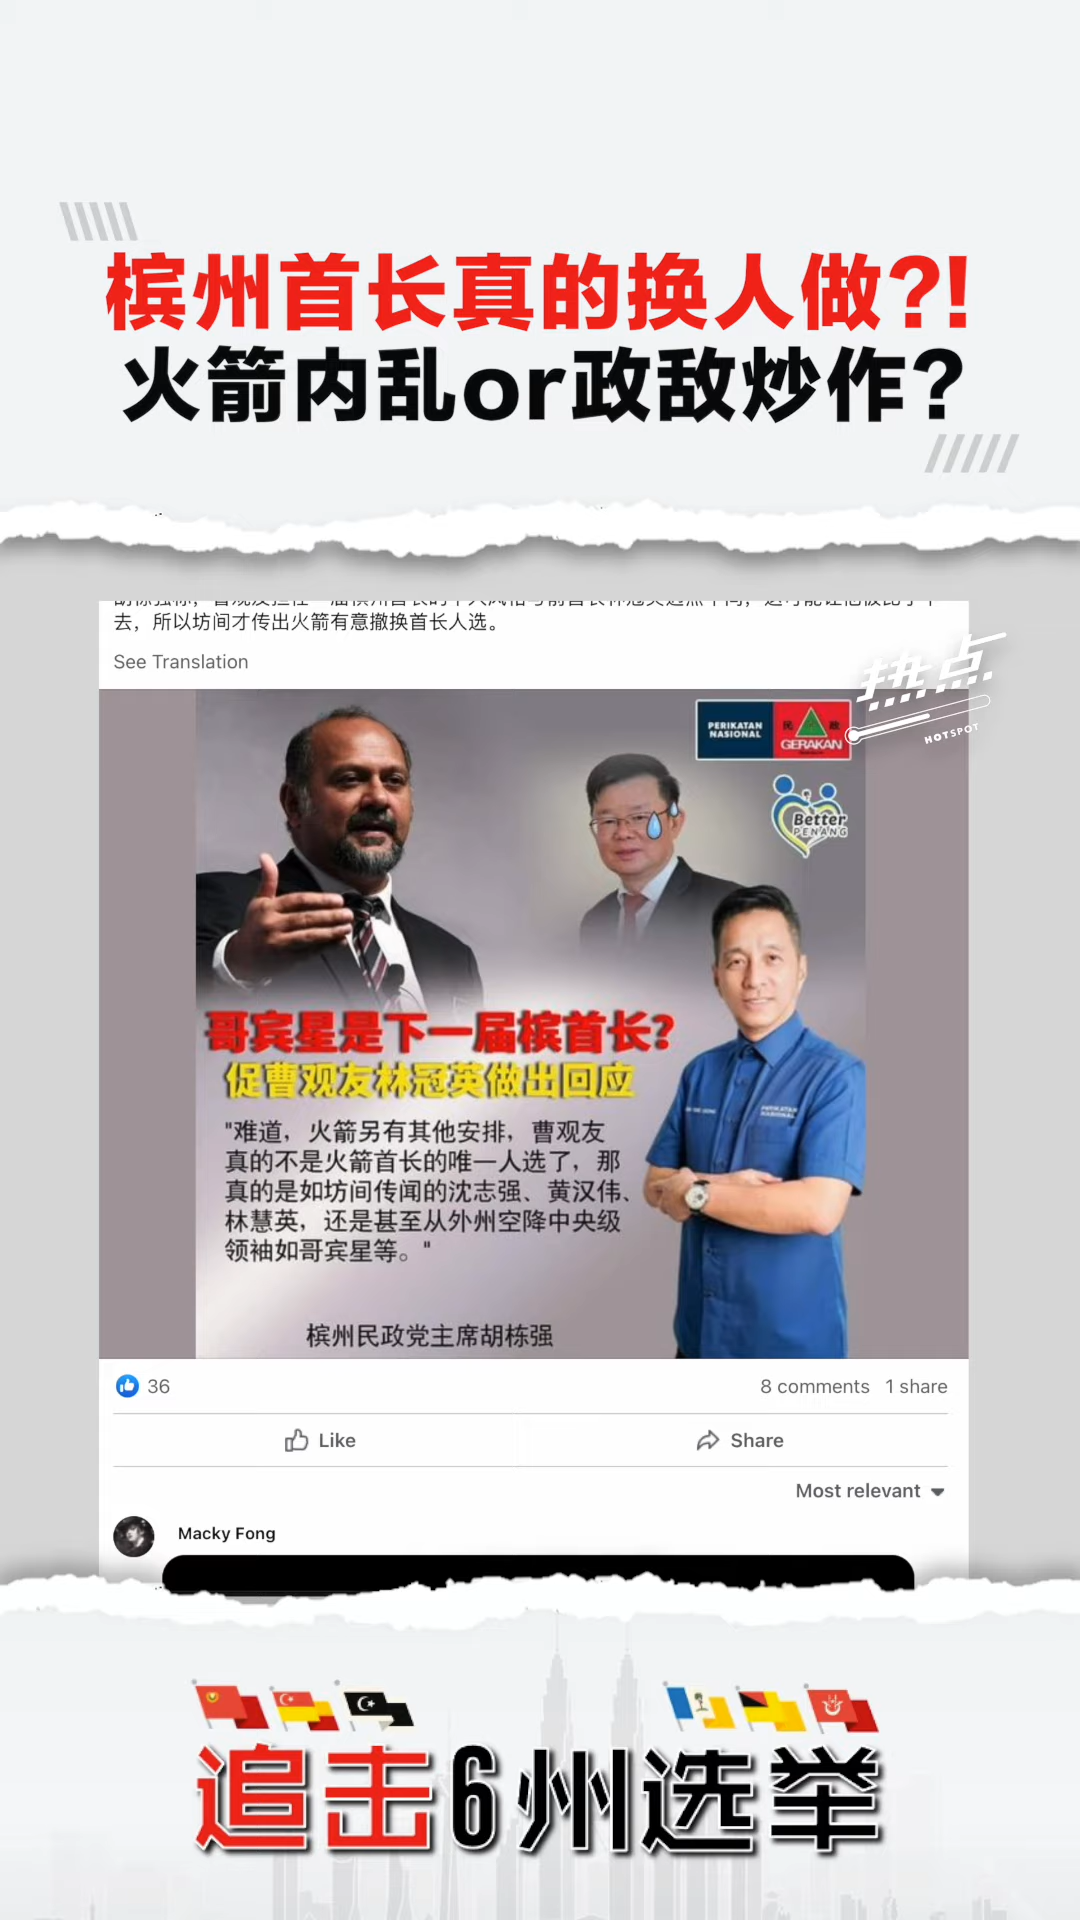 槟州首长真的换人做?!
火箭内乱or政敌炒作?
去，所以坊间才传出火箭有意撤换首长人选。
See Translation
热点
HOTSPOT
PERIKATAN
NASIONAL
民 政
GERAKAN
Better
PENANG
哥宾星是下一届槟首长?
促曹观友林冠英做出回应
"难道，火箭另有其他安排，曹观友
真的不是火箭首长的唯一人选了，那
真的是如坊间传闻的沈志强、黄汉伟、
林慧英，还是甚至从外州空降中央级
领袖如哥宾星等。"
槟州民政党主席胡栋强
PERIKATAN
NASIONAL
36
8 comments 1 share
Like
Share
Most relevant
Macky Fong
追击6州选举